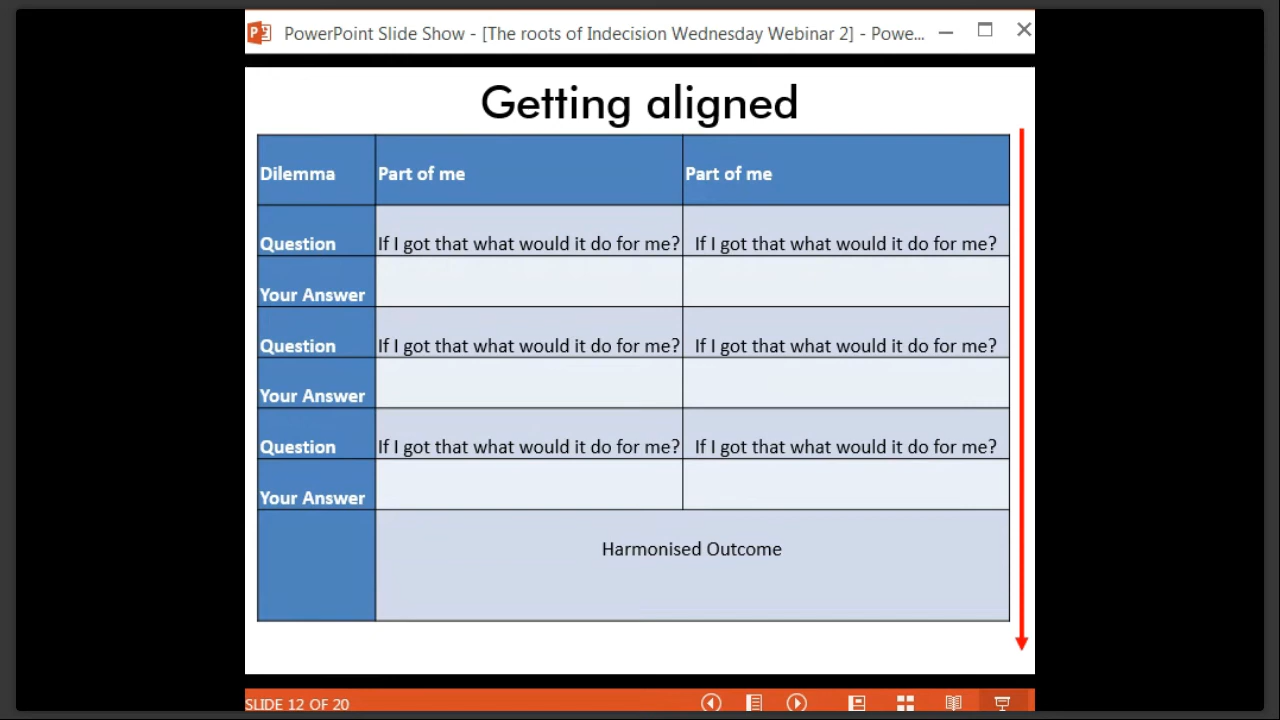 PowerPoint Slide Show - [The roots of Indecision Wednesday Webinar 2] - Powe...
Getting aligned
Dilemma Part of me Part of me
Question If I got that what would it do for me? If I got that what would it do for me?
Your Answer
Question If I got that what would it do for me? If I got that what would it do for me?
Your Answer
Question If I got that what would it do for me? If I got that what would it do for me?
Your Answer
Harmonised Outcome
SLIDE 12 OF 20